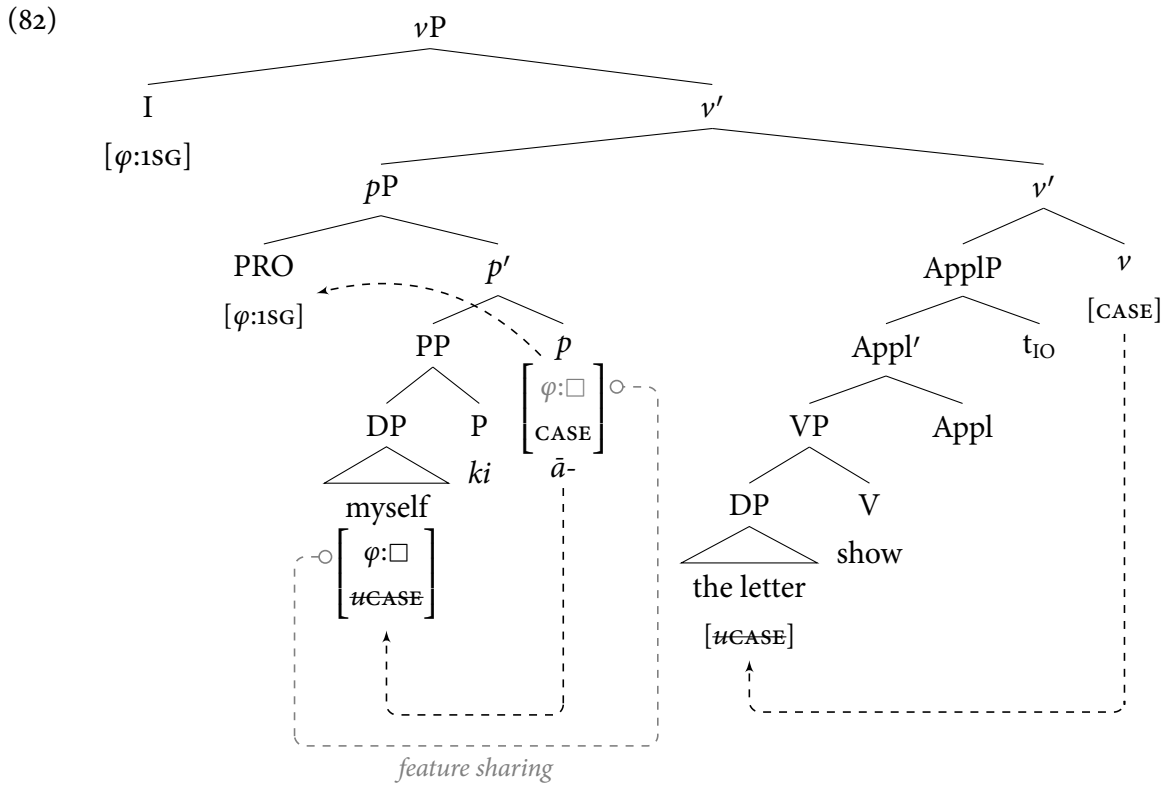 (82)
vP
I
v′
[φ:1SG]
pP
v′
PRO
p′
ApplP
v
[φ:1SG]
[CASE]
PP
p
Appl′
tIO
[φ:□
CASE]
DP
P
VP
Appl
ki
ā-
myself
DP
V
[φ:□
uCASE]
show
the letter
[uCASE]
feature sharing